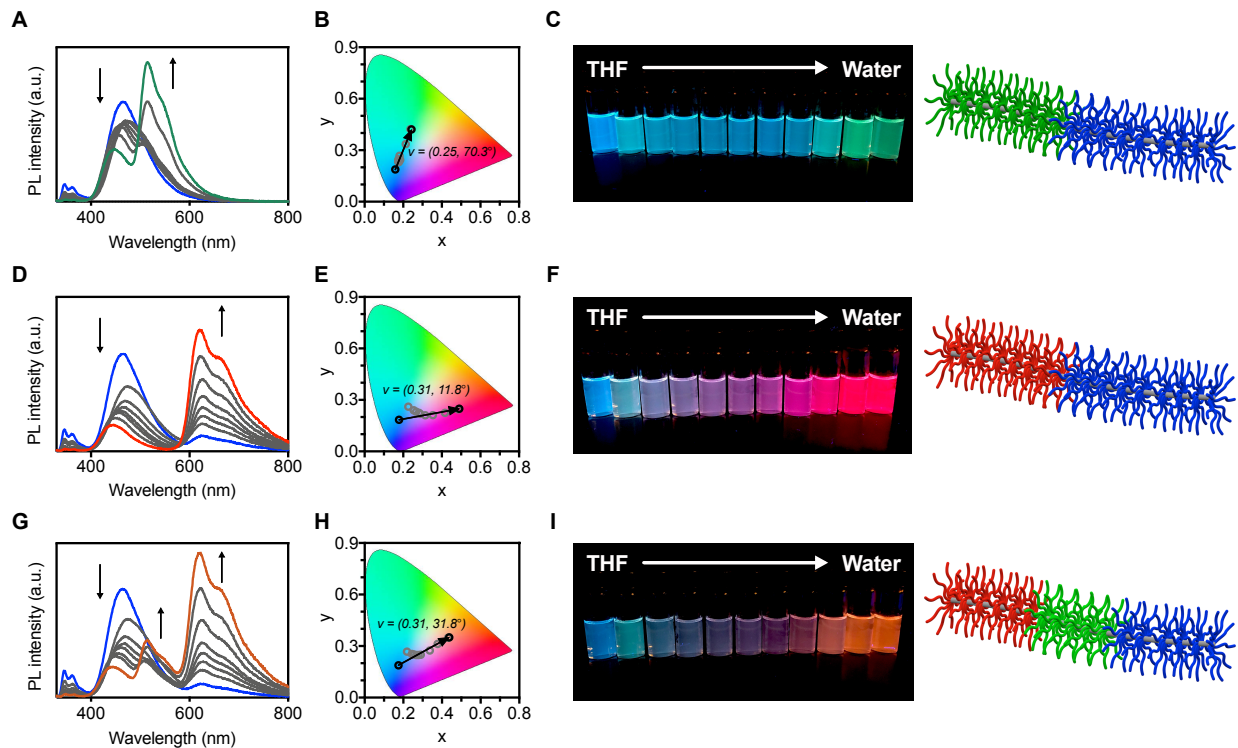 A
PL intensity (a.u.)
400
600
800
Wavelength (nm)
B
y
0.9
0.6
0.3
0.0
v = (0.25, 70.3°)
0.0 0.2 0.4 0.6 0.8
x
C
THF
Water
D
PL intensity (a.u.)
400
600
800
Wavelength (nm)
E
y
0.9
0.6
0.3
0.0
v = (0.31, 11.8°)
0.0 0.2 0.4 0.6 0.8
x
F
THF
Water
G
PL intensity (a.u.)
400
600
800
Wavelength (nm)
H
y
0.9
0.6
0.3
0.0
v = (0.31, 31.8°)
0.0 0.2 0.4 0.6 0.8
x
I
THF
Water